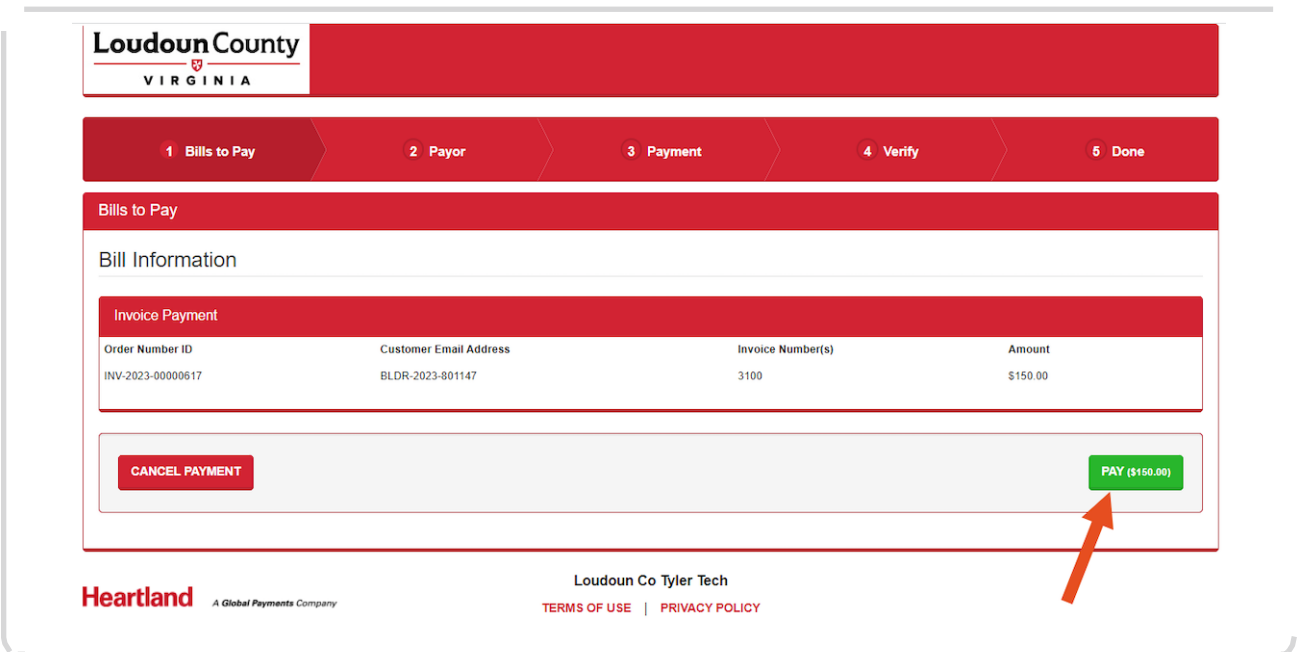 Loudoun County
VIRGINIA
1 Bills to Pay
2 Payor
3 Payment
4 Verify
5 Done
Bills to Pay
Bill Information
Invoice Payment
Order Number ID Customer Email Address Invoice Number(s) Amount
INV-2023-00000617 BLDR-2023-801147 3100 $150.00
CANCEL PAYMENT
PAY ($150.00)
Heartland A Global Payments Company
Loudoun Co Tyler Tech
TERMS OF USE | PRIVACY POLICY